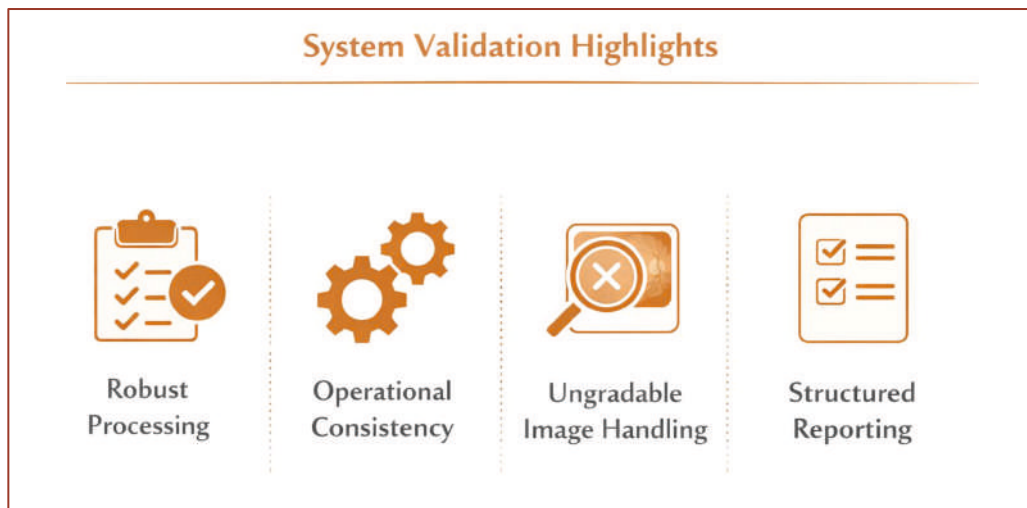 System Validation Highlights
Robust
Processing
Operational
Consistency
Ungradable
Image Handling
Structured
Reporting